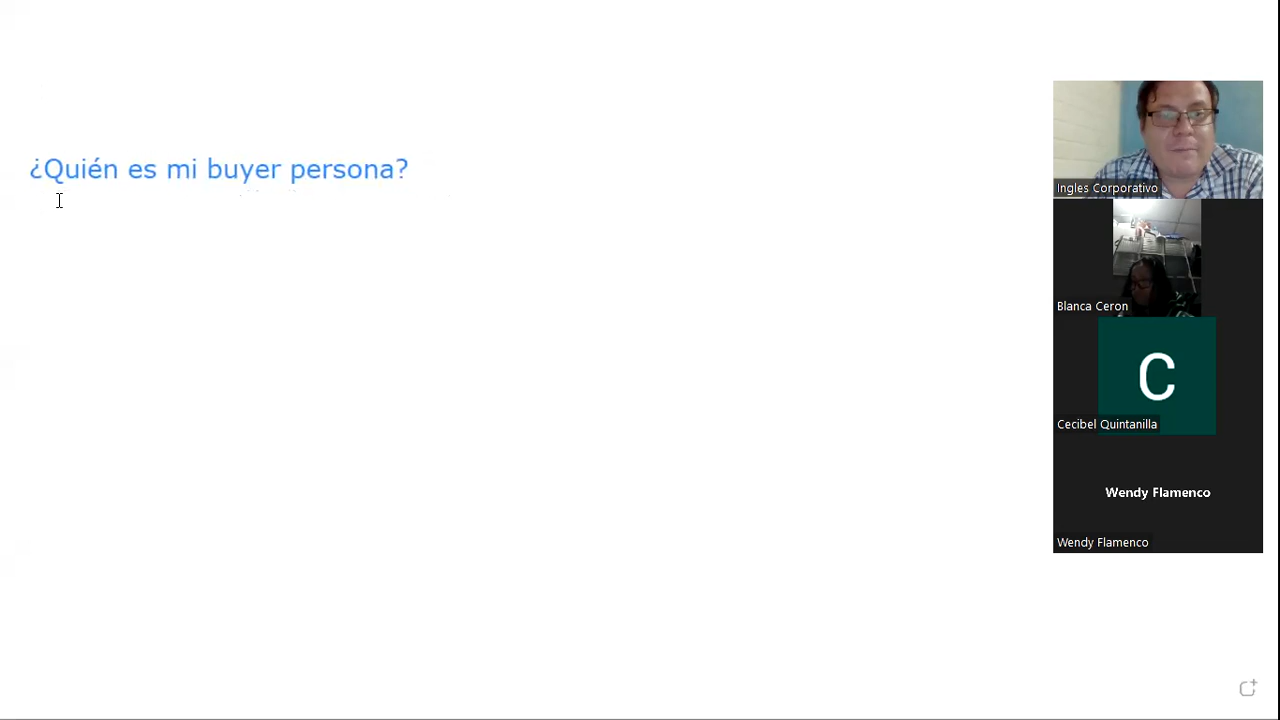 ¿Quién es mi buyer persona?
Ingles Corporativo
Blanca Ceron
C
Cecibel Quintanilla
Wendy Flamenco
Wendy Flamenco